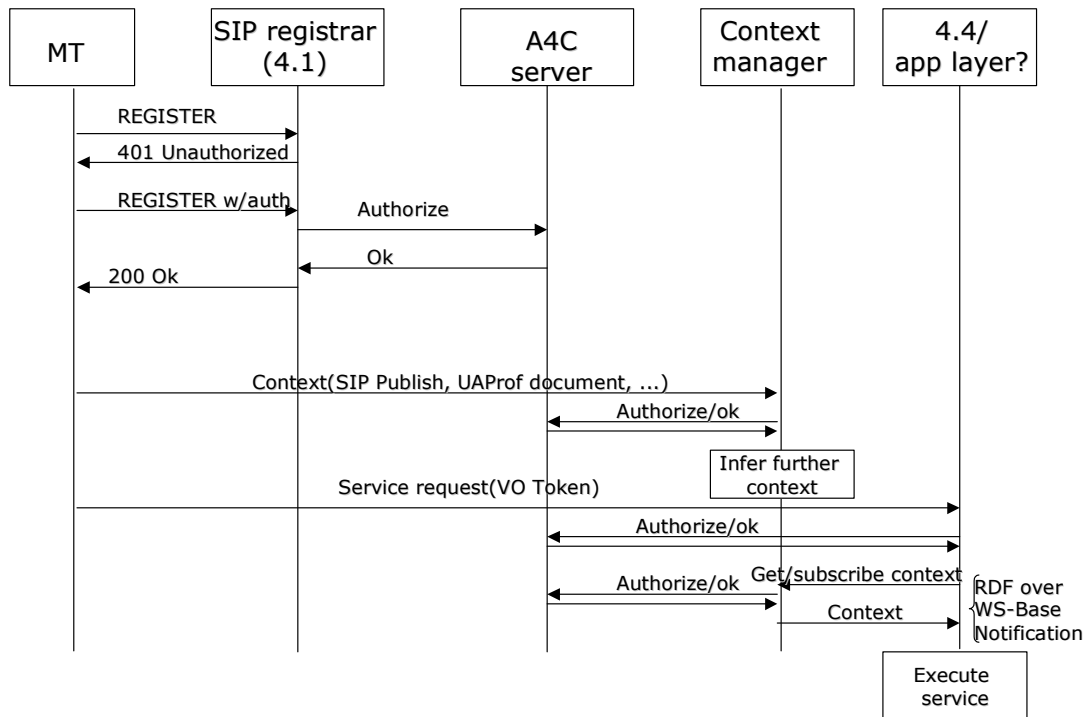 MT
SIP registrar
(4.1)
A4C
server
Context
manager
4.4/
app layer?
REGISTER
401 Unauthorized
REGISTER w/auth
Authorize
Ok
200 Ok
Context(SIP Publish, UAProf document, ...)
Authorize/ok
Infer further
context
Service request(VO Token)
Authorize/ok
Get/subscribe context
Authorize/ok
Context
RDF over
WS-Base
Notification
Execute
service